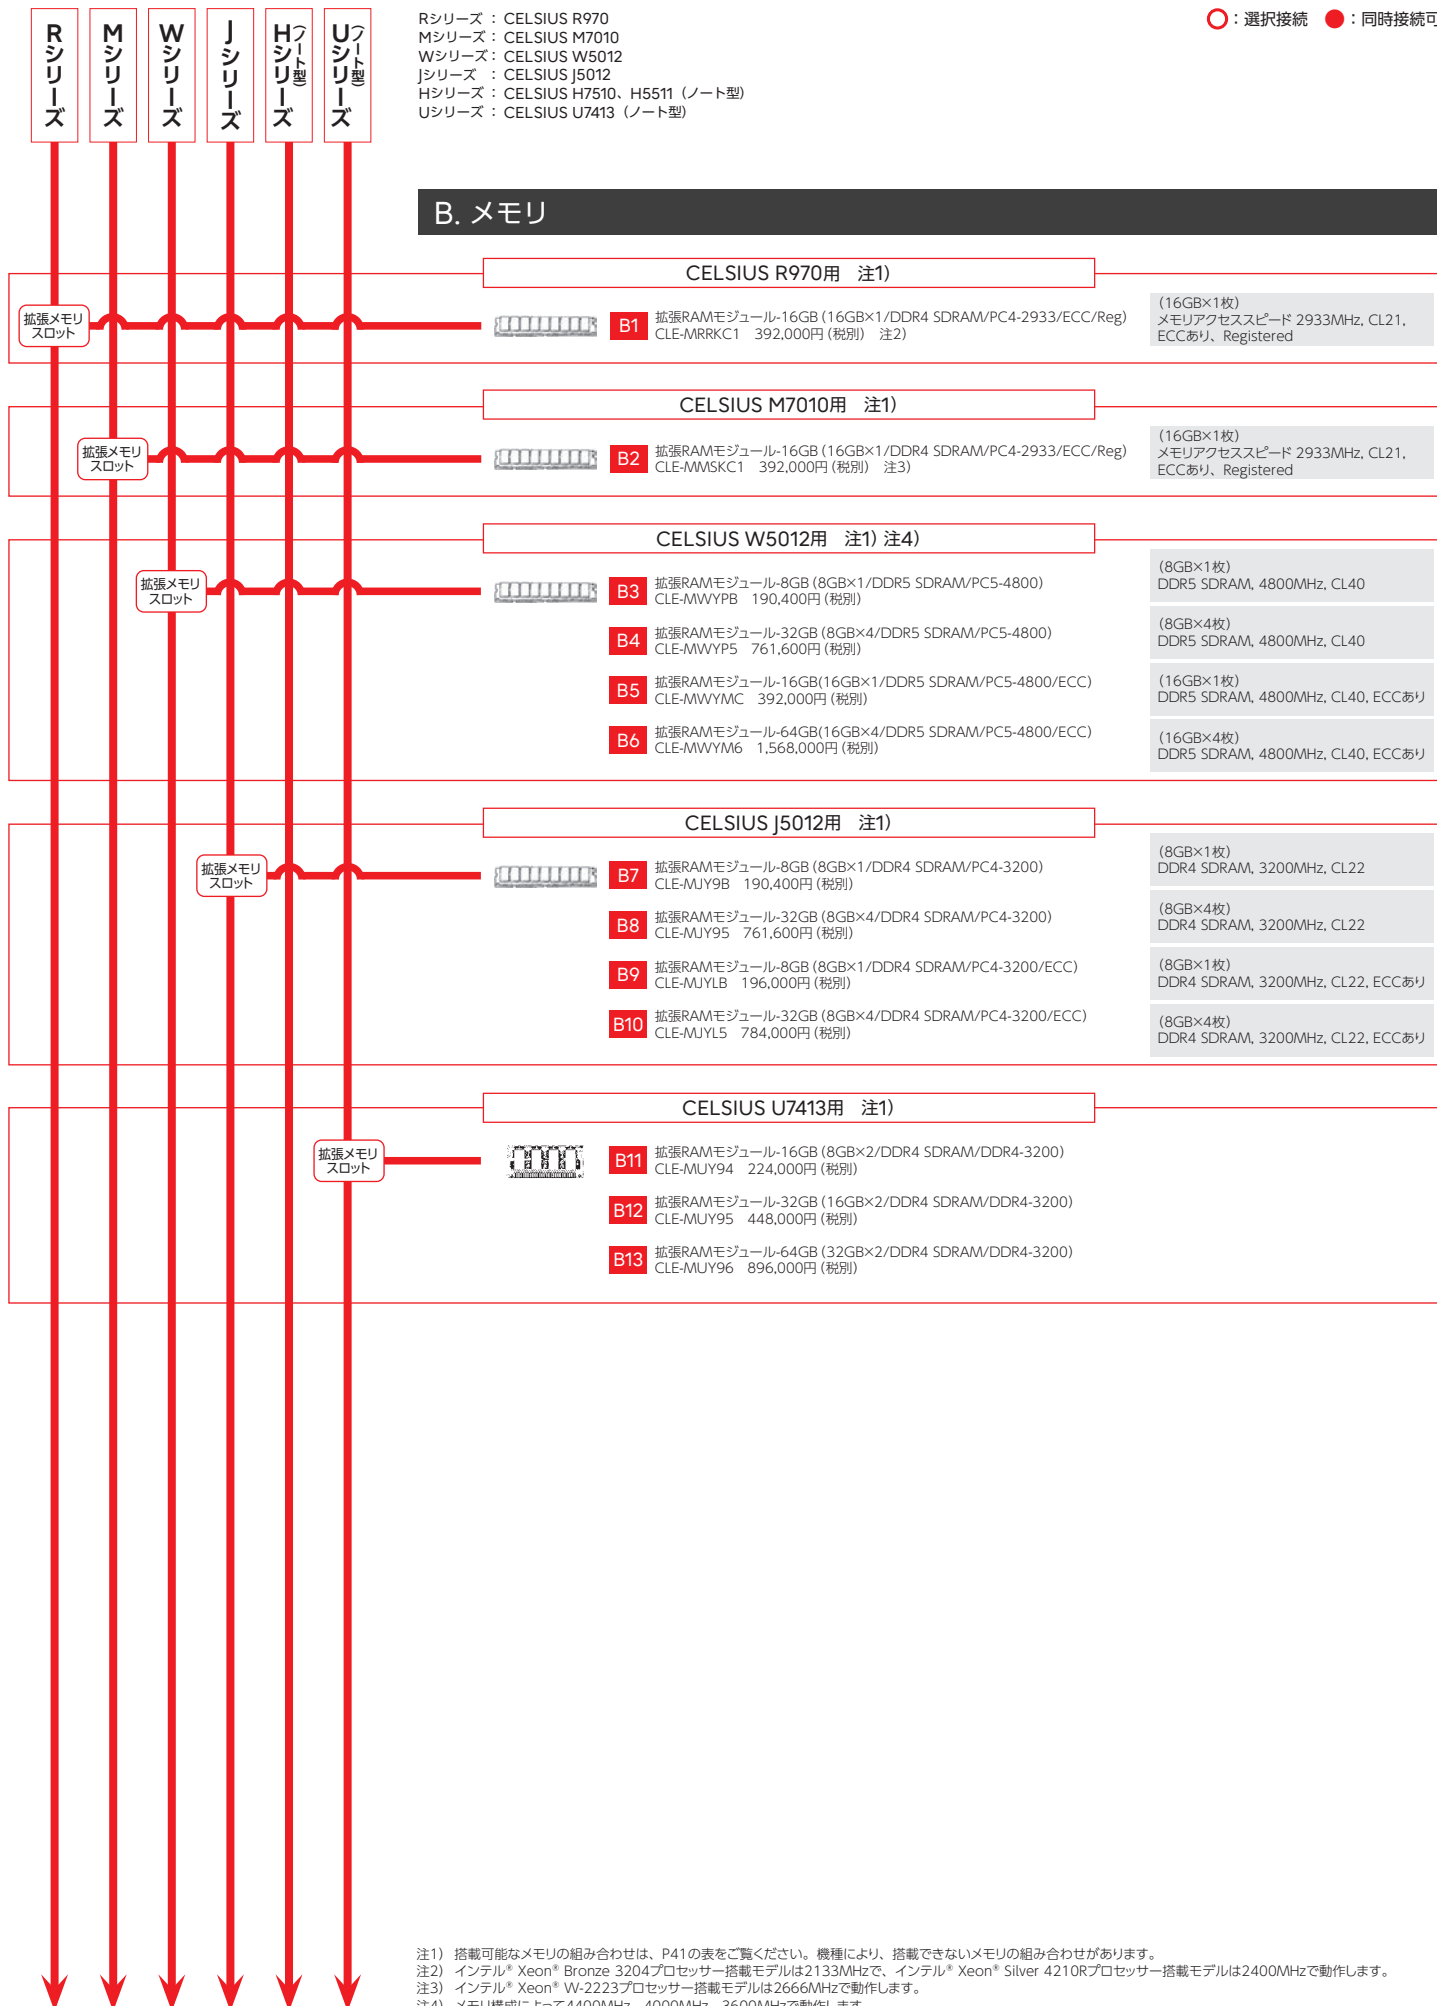 Rシリーズ
Mシリーズ
Wシリーズ
Jシリーズ
Hシリーズ(ノート型)
Uシリーズ(ノート型)
Rシリーズ : CELSIUS R970
Mシリーズ : CELSIUS M7010
Wシリーズ : CELSIUS W5012
Jシリーズ : CELSIUS J5012
Hシリーズ : CELSIUS H7510、H5511(ノート型)
Uシリーズ : CELSIUS U7413(ノート型)
○:選択接続 ●:同時接続可
B. メモリ
CELSIUS R970用 注1)
拡張メモリ
スロット
B1
拡張RAMモジュール-16GB (16GB×1/DDR4 SDRAM/PC4-2933/ECC/Reg)
CLE-MRRKC1 392,000円(税別) 注2)
(16GB×1枚)
メモリアクセススピード 2933MHz, CL21,
ECCあり、Registered
CELSIUS M7010用 注1)
拡張メモリ
スロット
B2
拡張RAMモジュール-16GB (16GB×1/DDR4 SDRAM/PC4-2933/ECC/Reg)
CLE-MMSKC1 392,000円(税別) 注3)
(16GB×1枚)
メモリアクセススピード 2933MHz, CL21,
ECCあり、Registered
CELSIUS W5012用 注1) 注4)
拡張メモリ
スロット
B3
拡張RAMモジュール-8GB (8GB×1/DDR5 SDRAM/PC5-4800)
CLE-MWYPB 190,400円(税別)
(8GB×1枚)
DDR5 SDRAM, 4800MHz, CL40
B4
拡張RAMモジュール-32GB (8GB×4/DDR5 SDRAM/PC5-4800)
CLE-MWYP5 761,600円(税別)
(8GB×4枚)
DDR5 SDRAM, 4800MHz, CL40
B5
拡張RAMモジュール-16GB(16GB×1/DDR5 SDRAM/PC5-4800/ECC)
CLE-MWYMC 392,000円(税別)
(16GB×1枚)
DDR5 SDRAM, 4800MHz, CL40, ECCあり
B6
拡張RAMモジュール-64GB(16GB×4/DDR5 SDRAM/PC5-4800/ECC)
CLE-MWYM6 1,568,000円(税別)
(16GB×4枚)
DDR5 SDRAM, 4800MHz, CL40, ECCあり
CELSIUS J5012用 注1)
拡張メモリ
スロット
B7
拡張RAMモジュール-8GB (8GB×1/DDR4 SDRAM/PC4-3200)
CLE-MJY9B 190,400円(税別)
(8GB×1枚)
DDR4 SDRAM, 3200MHz, CL22
B8
拡張RAMモジュール-32GB (8GB×4/DDR4 SDRAM/PC4-3200)
CLE-MJY95 761,600円(税別)
(8GB×4枚)
DDR4 SDRAM, 3200MHz, CL22
B9
拡張RAMモジュール-8GB (8GB×1/DDR4 SDRAM/PC4-3200/ECC)
CLE-MJYLB 196,000円(税別)
(8GB×1枚)
DDR4 SDRAM, 3200MHz, CL22, ECCあり
B10
拡張RAMモジュール-32GB (8GB×4/DDR4 SDRAM/PC4-3200/ECC)
CLE-MJYL5 784,000円(税別)
(8GB×4枚)
DDR4 SDRAM, 3200MHz, CL22, ECCあり
CELSIUS U7413用 注1)
拡張メモリ
スロット
B11
拡張RAMモジュール-16GB (8GB×2/DDR4 SDRAM/DDR4-3200)
CLE-MUY94 224,000円(税別)
B12
拡張RAMモジュール-32GB (16GB×2/DDR4 SDRAM/DDR4-3200)
CLE-MUY95 448,000円(税別)
B13
拡張RAMモジュール-64GB (32GB×2/DDR4 SDRAM/DDR4-3200)
CLE-MUY96 896,000円(税別)
注1) 搭載可能なメモリの組み合わせは、P41の表をご覧ください。機種により、搭載できないメモリの組み合わせがあります。
注2) インテル® Xeon® Bronze 3204プロセッサー搭載モデルは2133MHzで、インテル® Xeon® Silver 4210Rプロセッサー搭載モデルは2400MHzで動作します。
注3) インテル® Xeon® W-2223プロセッサー搭載モデルは2666MHzで動作します。
注4) メモリ構成によって4400MHz、4000MHz、3600MHzで動作します。